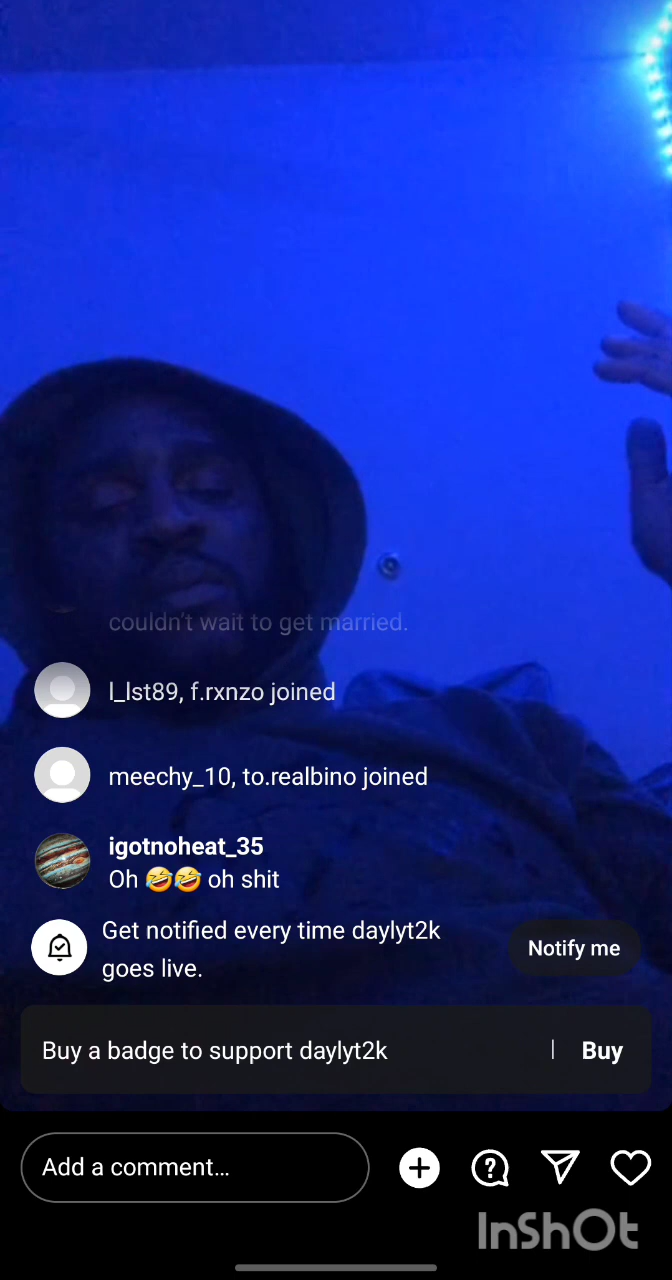 couldn't wait to get married.
l_lst89, f.rxnzo joined
meechy_10, to.realbino joined
igotnoheat_35
Oh 🤣🤣 oh shit
Get notified every time daylyt2k
goes live.
Notify me
Buy a badge to support daylyt2k | Buy
Add a comment...
InShOt